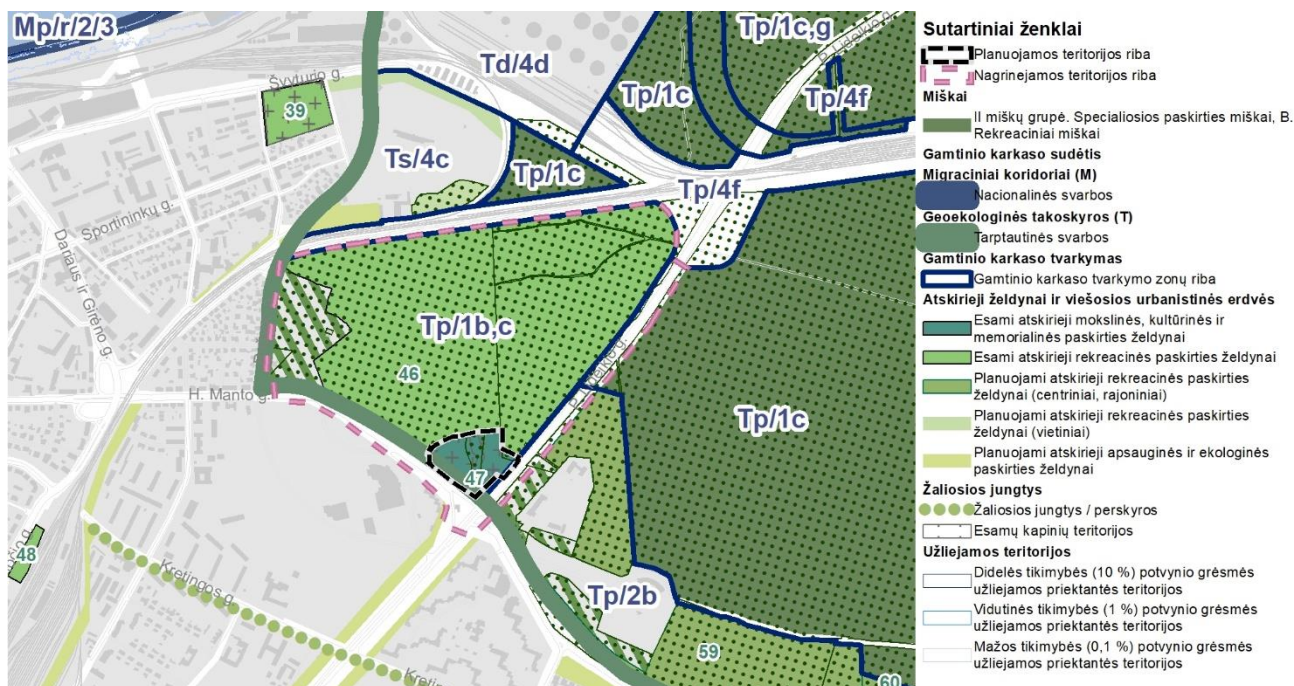 Mp/r/2/3
Tp/1c,g
Td/4d
Švyturio g.
39
Tp/1c
Tp/4f
Ts/4c
Tp/1c
Tp/4f
Sportininkų g.
Dariaus ir Girėno g.
Tp/1b,c
46
H. Manto g.
Tp/1c
47
48
Kretingos g.
Tp/2b
59
60
Sutartiniai ženklai
Planuojamos teritorijos riba
Nagrinejamos teritorijos riba
Miškai
II miškų grupė. Specialiosios paskirties miškai, B.
Rekreaciniai miškai
Gamtinio karkaso sudėtis
Migraciniai koridoriai (M)
Nacionalinės svarbos
Geoekologinės takoskyros (T)
Tarptautinės svarbos
Gamtinio karkaso tvarkymas
Gamtinio karkaso tvarkymo zonų riba
Atskirieji želdynai ir viešosios urbanistinės erdvės
Esami atskirieji mokslinės, kultūrinės ir
memorialinės paskirties želdynai
Esami atskirieji rekreacinės paskirties želdynai
Planuojami atskirieji rekreacinės paskirties
želdynai (centriniai, rajoniniai)
Planuojami atskirieji rekreacinės paskirties
želdynai (vietiniai)
Planuojami atskirieji apsauginės ir ekologinės
paskirties želdynai
Žaliosios jungtys
Žaliosios jungtys / perskyros
Esamų kapinių teritorijos
Užliejamos teritorijos
Didelės tikimybės (10 %) potvynio grėsmės
užliejamos priektantės teritorijos
Vidutinės tikimybės (1 %) potvynio grėsmės
užliejamos priektantės teritorijos
Mažos tikimybės (0,1 %) potvynio grėsmės
užliejamos priektantės teritorijos